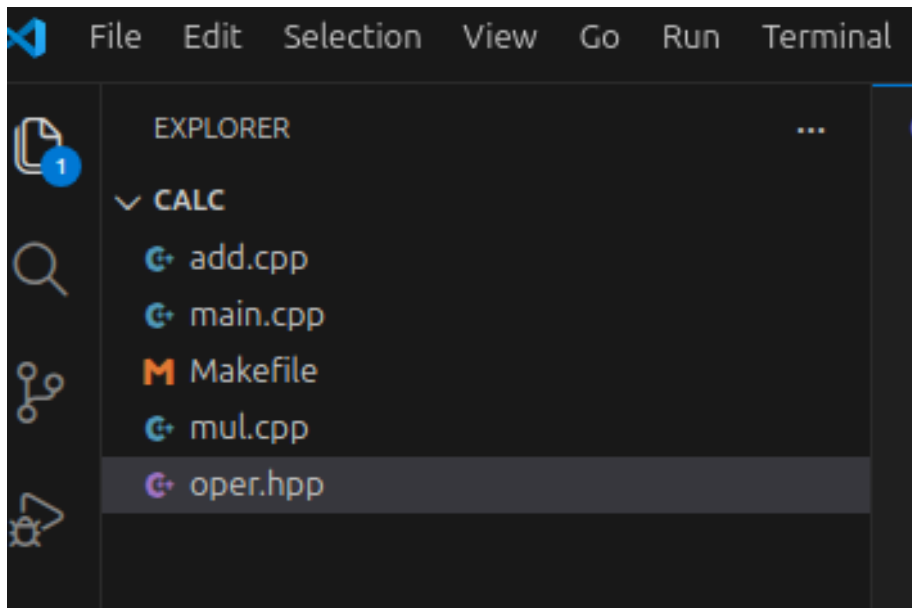 File Edit Selection View Go Run Terminal
EXPLORER
1
CALC
add.cpp
main.cpp
M Makefile
mul.cpp
oper.hpp